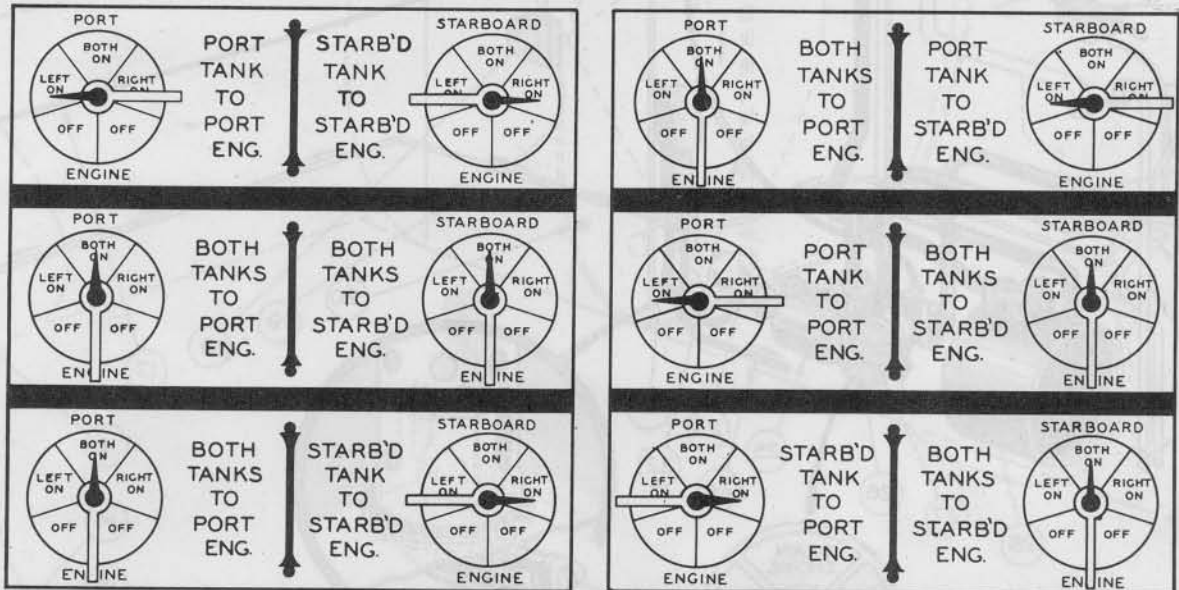 PORT
BOTH
ON
LEFT
ON
RIGHT
ON
OFF OFF
ENGINE
PORT
TANK
TO
PORT
ENG.
STARB'D
TANK
TO
STARB'D
ENG.
STARBOARD
BOTH
ON
LEFT
ON
RIGHT
ON
OFF OFF
ENGINE
PORT
BOTH
ON
LEFT
ON
RIGHT
ON
OFF OFF
ENGINE
BOTH
TANKS
TO
PORT
ENG.
PORT
TANK
TO
STARB'D
ENG.
STARBOARD
BOTH
ON
LEFT
ON
RIGHT
ON
OFF OFF
ENGINE
PORT
BOTH
ON
LEFT
ON
RIGHT
ON
OFF OFF
ENGINE
BOTH
TANKS
TO
PORT
ENG.
BOTH
TANKS
TO
STARB'D
ENG.
STARBOARD
BOTH
ON
LEFT
ON
RIGHT
ON
OFF OFF
ENGINE
PORT
BOTH
ON
LEFT
ON
RIGHT
ON
OFF OFF
ENGINE
PORT
TANK
TO
PORT
ENG.
BOTH
TANKS
TO
STARB'D
ENG.
STARBOARD
BOTH
ON
LEFT
ON
RIGHT
ON
OFF OFF
ENGINE
PORT
BOTH
ON
LEFT
ON
RIGHT
ON
OFF OFF
ENGINE
BOTH
TANKS
TO
PORT
ENG.
STARB'D
TANK
TO
STARB'D
ENG.
STARBOARD
BOTH
ON
LEFT
ON
RIGHT
ON
OFF OFF
ENGINE
PORT
BOTH
ON
LEFT
ON
RIGHT
ON
OFF OFF
ENGINE
STARB'D
TANK
TO
PORT
ENG.
BOTH
TANKS
TO
STARB'D
ENG.
STARBOARD
BOTH
ON
LEFT
ON
RIGHT
ON
OFF OFF
ENGINE